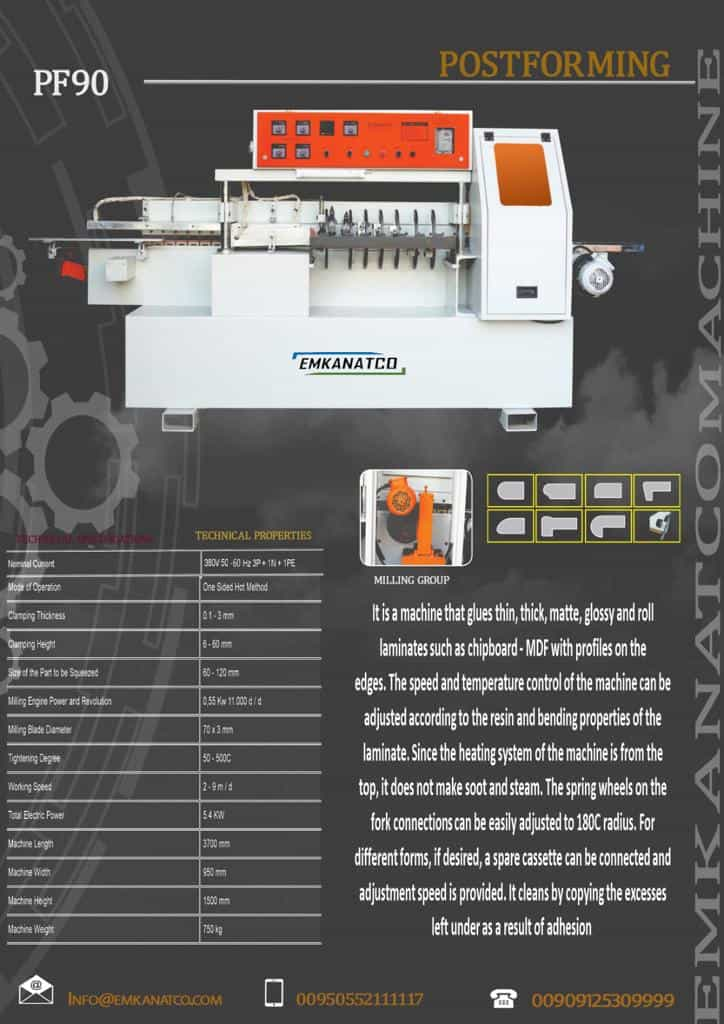 POSTFORMING
PF90
EMKANATCOMACHINE
EMKANATCO
TECHNICAL SPECIFICATIONS TECHNICAL PROPERTIES
Nominal Current 380V 50 -60 Hz 3P + 1N + 1PE
Mode of Operation One Sided Hot Method
Clamping Thickness 0.1 - 3 mm
Clamping Height 6 - 60 mm
Size of the Part to be Squeezed 60 - 120 mm
Milling Engine Power and Revolution 0,55 Kw 11.000 d / d
Milling Blade Diameter 70 x 3 mm
Tightening Degree 50 - 500C
Working Speed 2 - 9 m / d
Total Electric Power 5.4 KW
Machine Length 3700 mm
Machine Width 950 mm
Machine Height 1500 mm
Machine Weight 750 kg
MILLING GROUP
It is a machine that glues thin, thick, matte, glossy and roll
laminates such as chipboard - MDF with profiles on the
edges. The speed and temperature control of the machine can be
adjusted according to the resin and bending properties of the
laminate. Since the heating system of the machine is from the
top, it does not make soot and steam. The spring wheels on the
fork connections can be easily adjusted to 180C radius. For
different forms, if desired, a spare cassette can be connected and
adjustment speed is provided. It cleans by copying the excesses
left under as a result of adhesion
INFO@EMKANATCO.COM
00950552111117
00909125309999